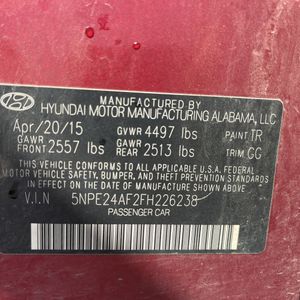 MANUFACTURED BY
HYUNDAI MOTOR MANUFACTURING ALABAMA, LLC
Apr/20/15 GVWR 4497 lbs PAINT TR
GAWR FRONT 2557 lbs GAWR REAR 2513 lbs TRIM GG
THIS VEHICLE CONFORMS TO ALL APPLICABLE U.S.A. FEDERAL
MOTOR VEHICLE SAFETY, BUMPER, AND THEFT PREVENTION
STANDARDS IN EFFECT ON THE DATE OF MANUFACTURE
SHOWN ABOVE.
V.I.N 5NPE24AF2FH226238
PASSENGER CAR